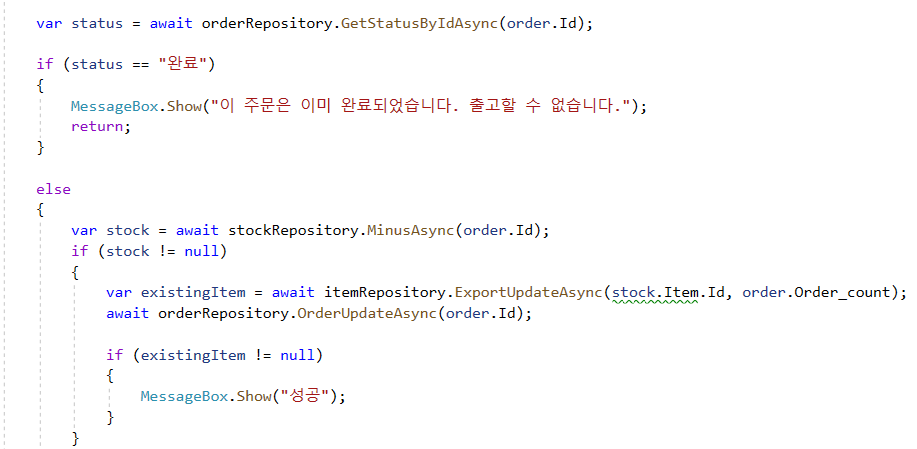 var status = await orderRepository.GetStatusByIdAsync(order.Id);
if (status == "완료")
{
MessageBox.Show("이 주문은 이미 완료되었습니다. 출고할 수 없습니다.");
return;
}
else
{
var stock = await stockRepository.MinusAsync(order.Id);
if (stock != null)
{
var existingItem = await itemRepository.ExportUpdateAsync(stock.Item.Id, order.Order_count);
await orderRepository.OrderUpdateAsync(order.Id);
if (existingItem != null)
{
MessageBox.Show("성공");
}
}